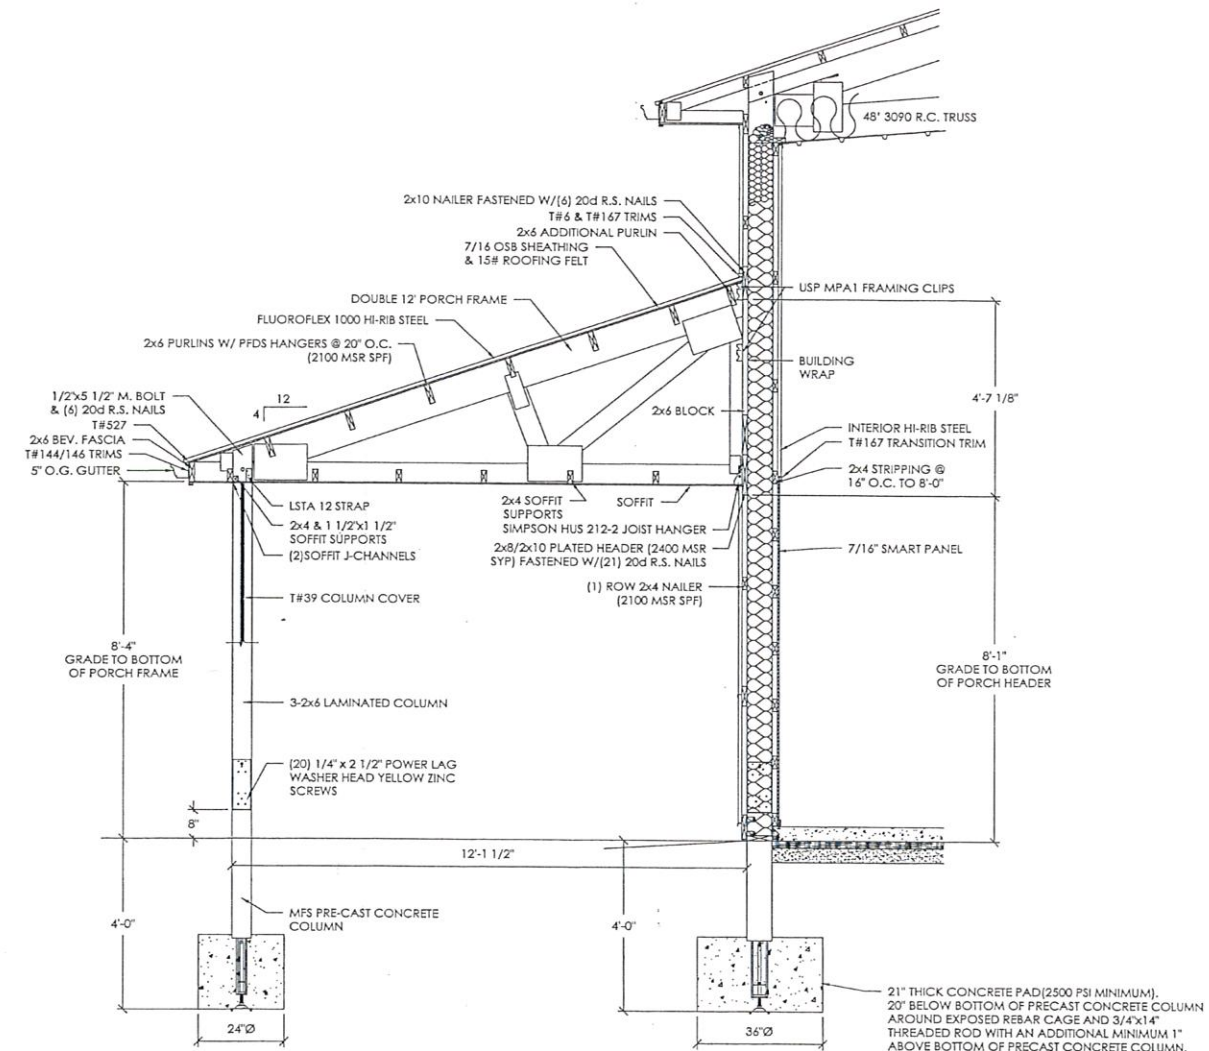 48' 3090 R.C. TRUSS
2x10 NAILER FASTENED W/(6) 20d R.S. NAILS
T#6 & T#167 TRIMS
2x6 ADDITIONAL PURLIN
7/16 OSB SHEATHING
& 15# ROOFING FELT
USP MPA1 FRAMING CLIPS
DOUBLE 12' PORCH FRAME
FLUOROFLEX 1000 HI-RIB STEEL
2x6 PURLINS W/ PFDS HANGERS @ 20" O.C.
(2100 MSR SPF)
BUILDING
WRAP
1/2"x5 1/2" M. BOLT
& (6) 20d R.S. NAILS
T#527
2x6 BEV. FASCIA
T#144/146 TRIMS
5" O.G. GUTTER
12
4
4'-7 1/8"
2x6 BLOCK
INTERIOR HI-RIB STEEL
T#167 TRANSITION TRIM
2x4 STRIPPING @
16" O.C. TO 8'-0"
LSTA 12 STRAP
2x4 & 1 1/2"x1 1/2"
SOFFIT SUPPORTS
(2)SOFFIT J-CHANNELS
2x4 SOFFIT
SUPPORTS
SOFFIT
SIMPSON HUS 212-2 JOIST HANGER
2x8/2x10 PLATED HEADER (2400 MSR
SYP) FASTENED W/(21) 20d R.S. NAILS
7/16" SMART PANEL
(1) ROW 2x4 NAILER
(2100 MSR SPF)
T#39 COLUMN COVER
8'-4"
GRADE TO BOTTOM
OF PORCH FRAME
8'-1"
GRADE TO BOTTOM
OF PORCH HEADER
3-2x6 LAMINATED COLUMN
(20) 1/4" x 2 1/2" POWER LAG
WASHER HEAD YELLOW ZINC
SCREWS
8"
12'-1 1/2"
4'-0"
MFS PRE-CAST CONCRETE
COLUMN
4'-0"
24"Ø
36"Ø
21" THICK CONCRETE PAD(2500 PSI MINIMUM).
20" BELOW BOTTOM OF PRECAST CONCRETE COLUMN
AROUND EXPOSED REBAR CAGE AND 3/4"x14"
THREADED ROD WITH AN ADDITIONAL MINIMUM 1"
ABOVE BOTTOM OF PRECAST CONCRETE COLUMN.